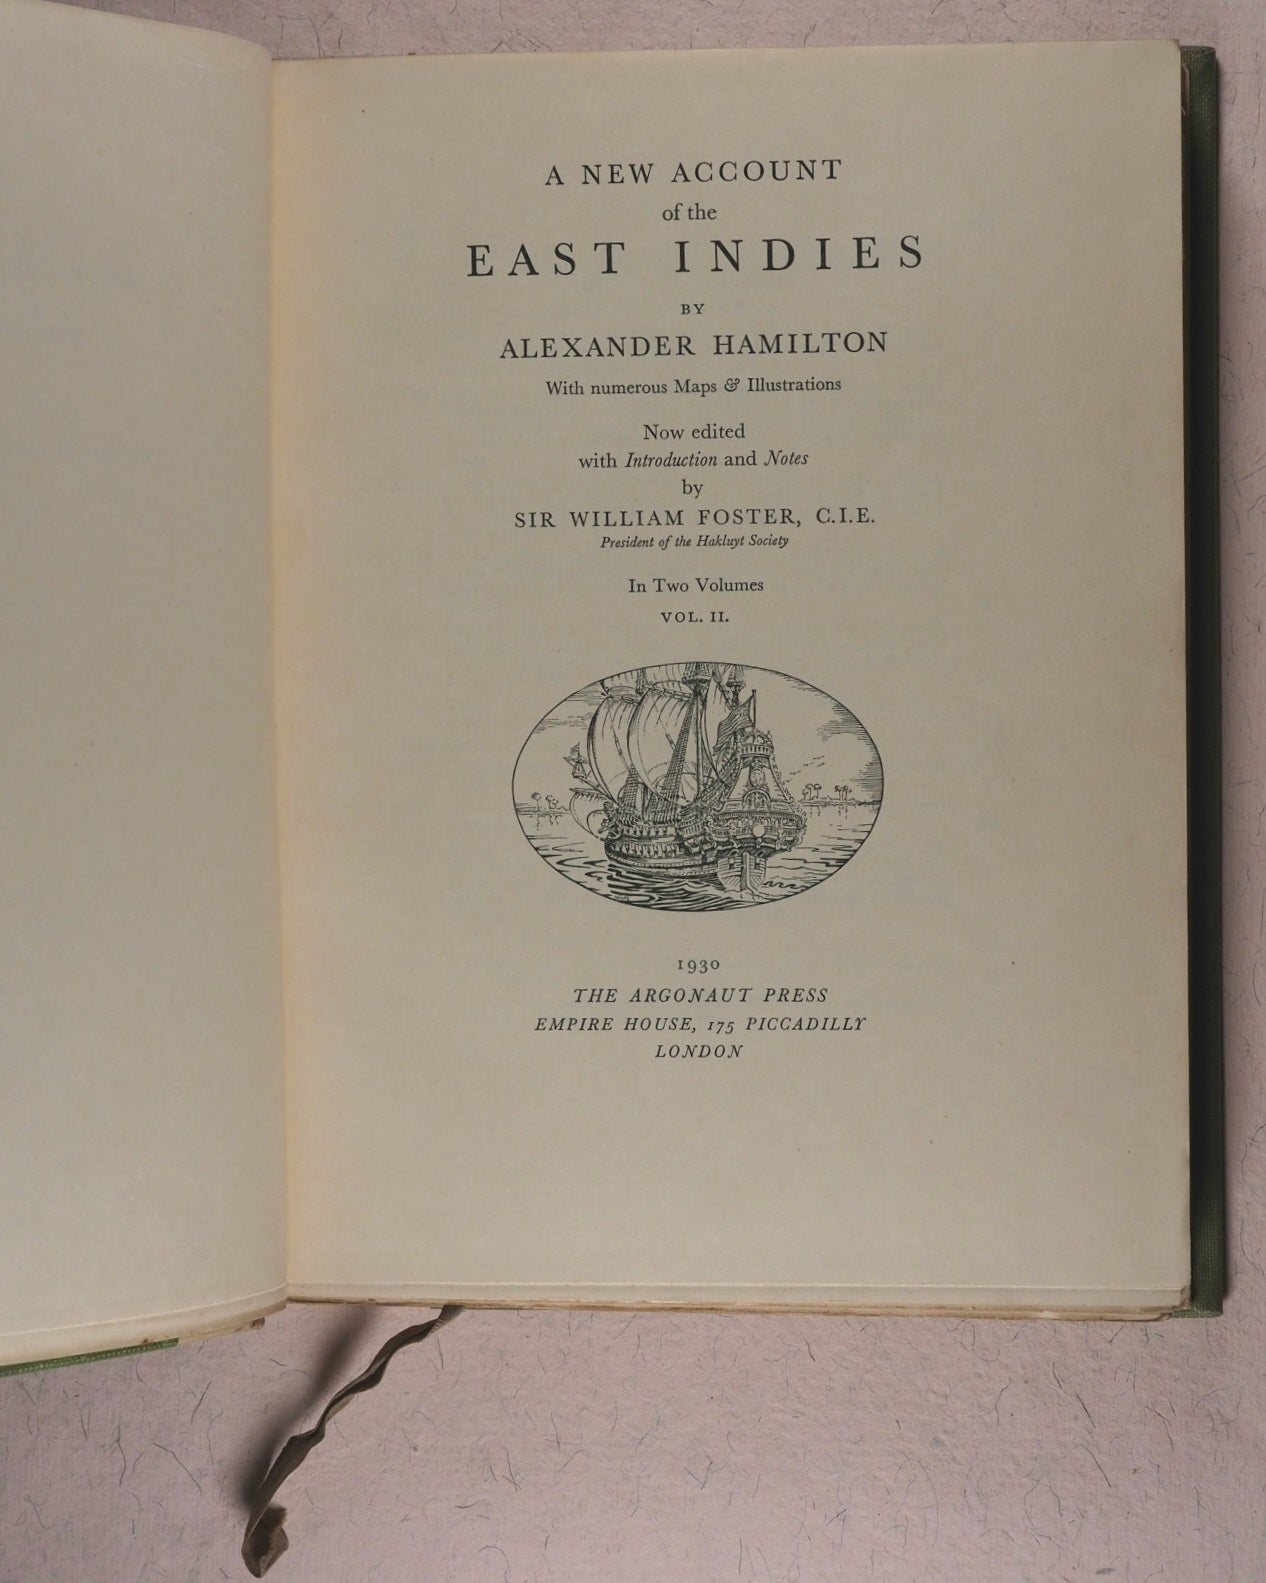 A NEW ACCOUNT
of the
EAST INDIES
BY
ALEXANDER HAMILTON
With numerous Maps & Illustrations
Now edited
with Introduction and Notes
by
SIR WILLIAM FOSTER, C.I.E.
President of the Hakluyt Society
In Two Volumes
VOL. II.
1930
THE ARGONAUT PRESS
EMPIRE HOUSE, 175 PICCADILLY
LONDON